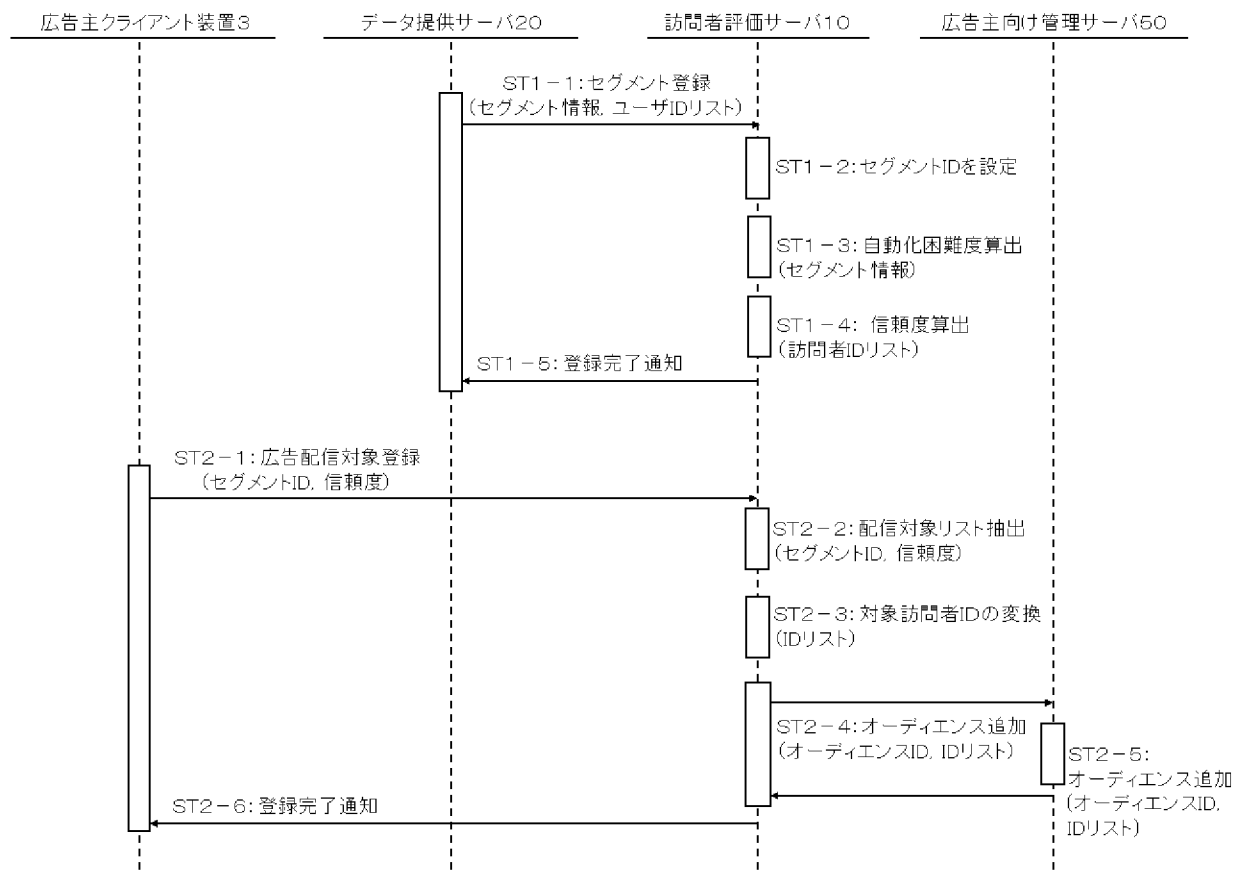 広告主クライアント装置3
データ提供サーバ20
訪問者評価サーバ10
広告主向け管理サーバ50
ST1-1:セグメント登録
(セグメント情報, ユーザIDリスト)
ST1-2:セグメントIDを設定
ST1-3:自動化困難度算出
(セグメント情報)
ST1-4: 信頼度算出
(訪問者IDリスト)
ST1-5:登録完了通知
ST2-1:広告配信対象登録
(セグメントID, 信頼度)
ST2-2:配信対象リスト抽出
(セグメントID, 信頼度)
ST2-3:対象訪問者IDの変換
(IDリスト)
ST2-4:オーディエンス追加
(オーディエンスID, IDリスト)
ST2-5:
オーディエンス追加
(オーディエンスID,
IDリスト)
ST2-6:登録完了通知